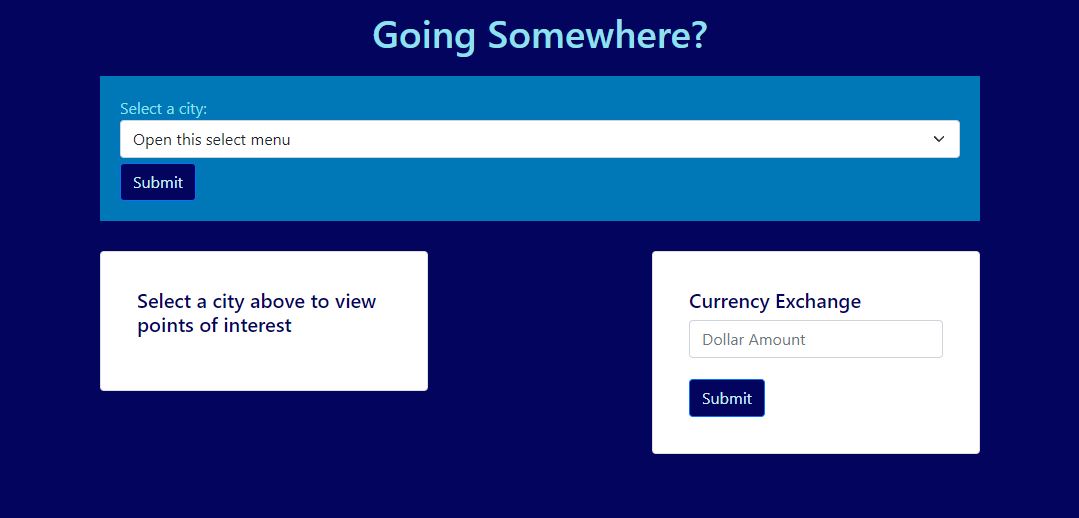 Going Somewhere?
Select a city:
Open this select menu
Submit
Select a city above to view
points of interest
Currency Exchange
Dollar Amount
Submit